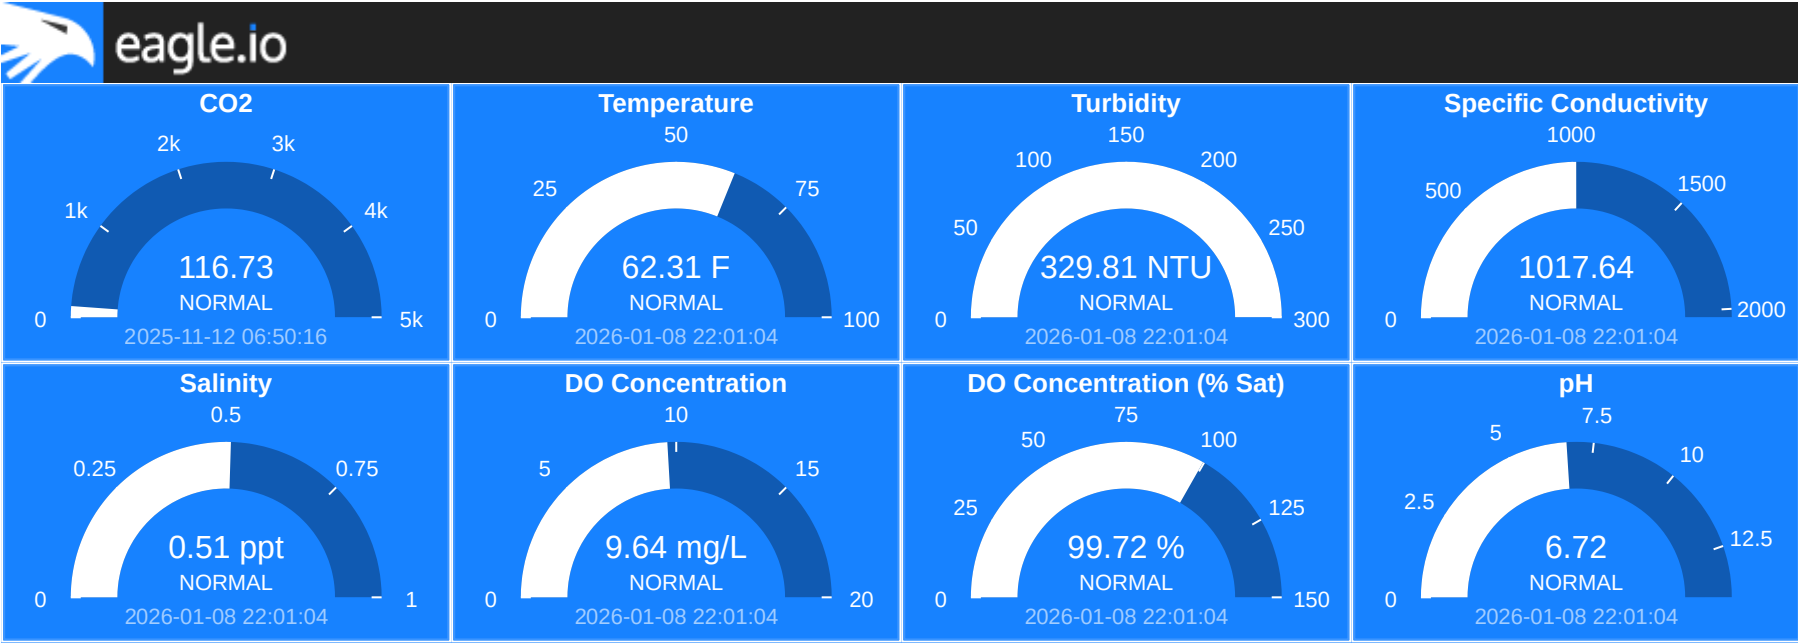 eagle.io
CO2
2k 3k
1k 4k
116.73
NORMAL
0 5k
2025-11-12 06:50:16
Temperature
50
25 75
62.31 F
NORMAL
0 100
2026-01-08 22:01:04
Turbidity
150
100 200
50 250
329.81 NTU
NORMAL
0 300
2026-01-08 22:01:04
Specific Conductivity
1000
500 1500
1017.64
NORMAL
0 2000
2026-01-08 22:01:04
Salinity
0.5
0.25 0.75
0.51 ppt
NORMAL
0 1
2026-01-08 22:01:04
DO Concentration
10
5 15
9.64 mg/L
NORMAL
0 20
2026-01-08 22:01:04
DO Concentration (% Sat)
75
50 100
25 125
99.72 %
NORMAL
0 150
2026-01-08 22:01:04
pH
7.5
5 10
2.5 12.5
6.72
NORMAL
0
2026-01-08 22:01:04